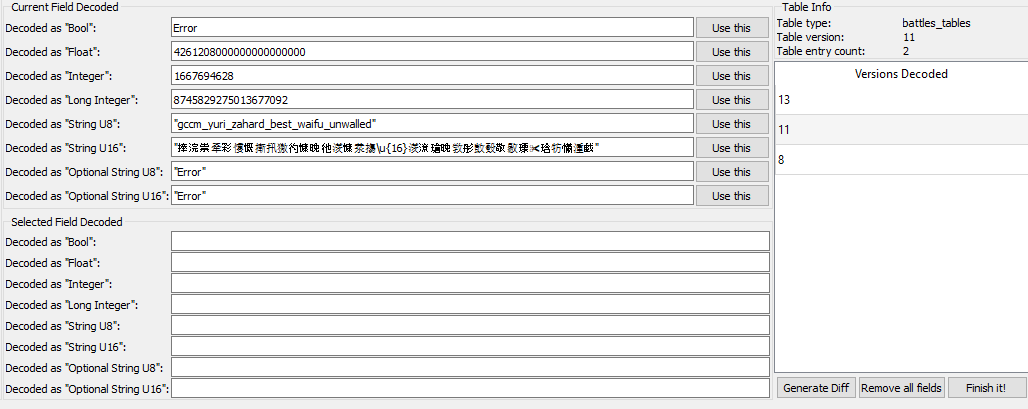 Current Field Decoded
Decoded as "Bool": Error Use this
Decoded as "Float": 4261208000000000000000 Use this
Decoded as "Integer": 1667694628 Use this
Decoded as "Long Integer": 8745829275013677092 Use this
Decoded as "String U8": "gccm_yuri_zahard_best_waifu_unwalled" Use this
Decoded as "String U16": Use this
Decoded as "Optional String U8": "Error" Use this
Decoded as "Optional String U16": "Error" Use this
Selected Field Decoded
Decoded as "Bool":
Decoded as "Float":
Decoded as "Integer":
Decoded as "Long Integer":
Decoded as "String U8":
Decoded as "String U16":
Decoded as "Optional String U8":
Decoded as "Optional String U16":
Table Info
Table type: battles_tables
Table version: 11
Table entry count: 2
Versions Decoded
13
11
8
Generate Diff Remove all fields Finish it!